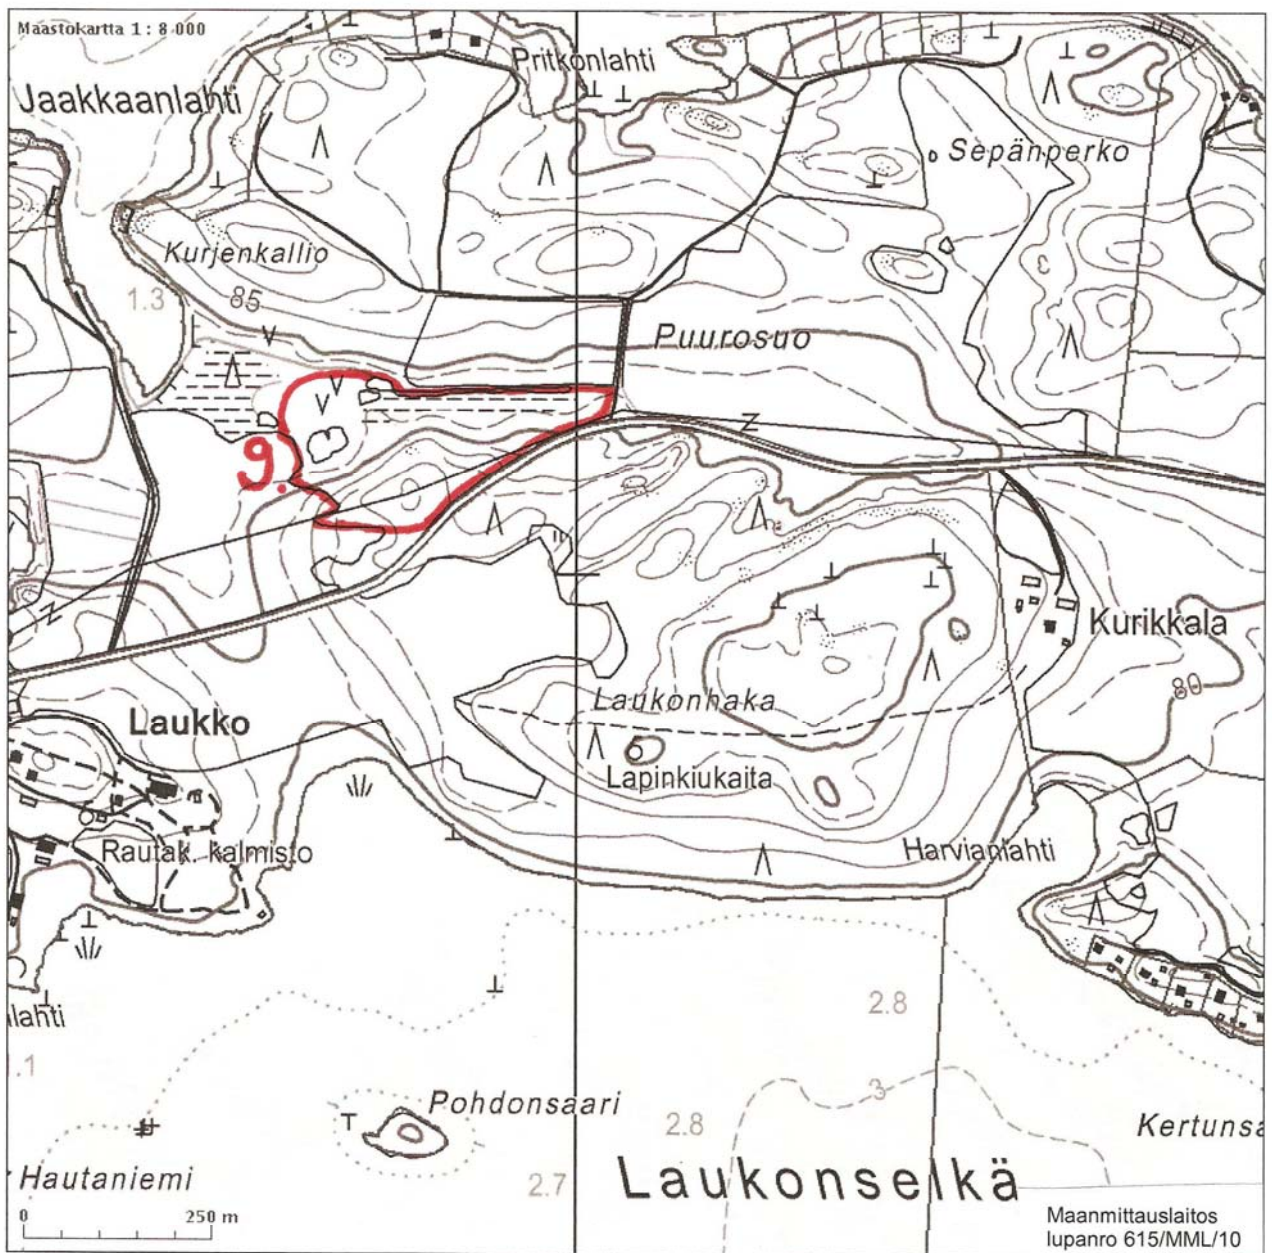 Maastokartta 1 : 8 000
Pritkonlahti
Jaakkaanlahti
Sepänperko
Kurjenkallio
1.3
85
Puurosuo
9.
Z
Z
Kurikkala
80
Laukonhaka
Laukko
Lapinkiukaita
Rautak. kalmisto
Harvianlahti
lahti
2.8
.1
3
Pohdonsaari
2.8
Kertunsa
Hautaniemi
2.7
Laukonselkä
0 250 m
Maanmittauslaitos
lupanro 615/MML/10